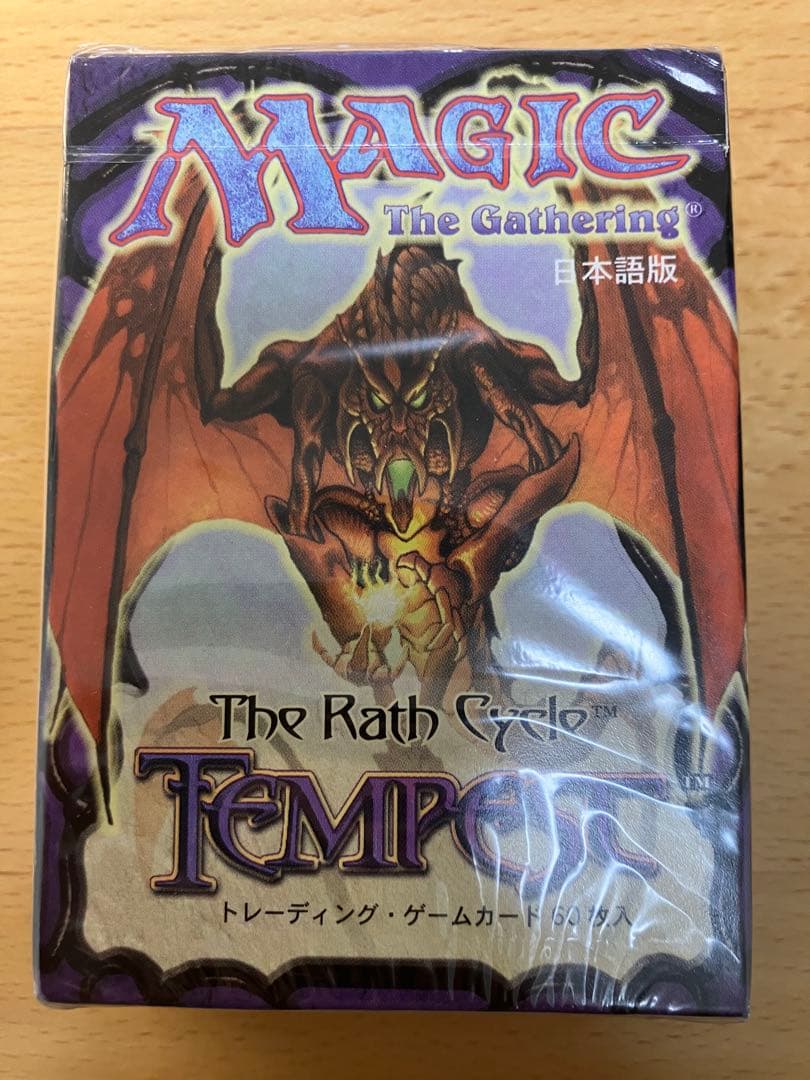 MAGIC
The Gathering®
日本語版
The Rath Cycle™
TEMPEST™
トレーディング・ゲームカード 60枚入